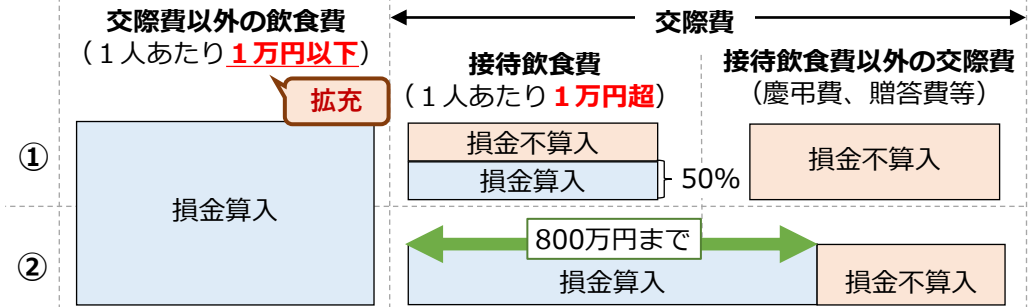 交際費以外の飲食費
（１人あたり１万円以下）
拡充
交際費
接待飲食費
（１人あたり１万円超）
接待飲食費以外の交際費
（慶弔費、贈答費等）
①
損金算入
損金不算入
損金算入
50%
損金不算入
②
800万円まで
損金算入
損金不算入